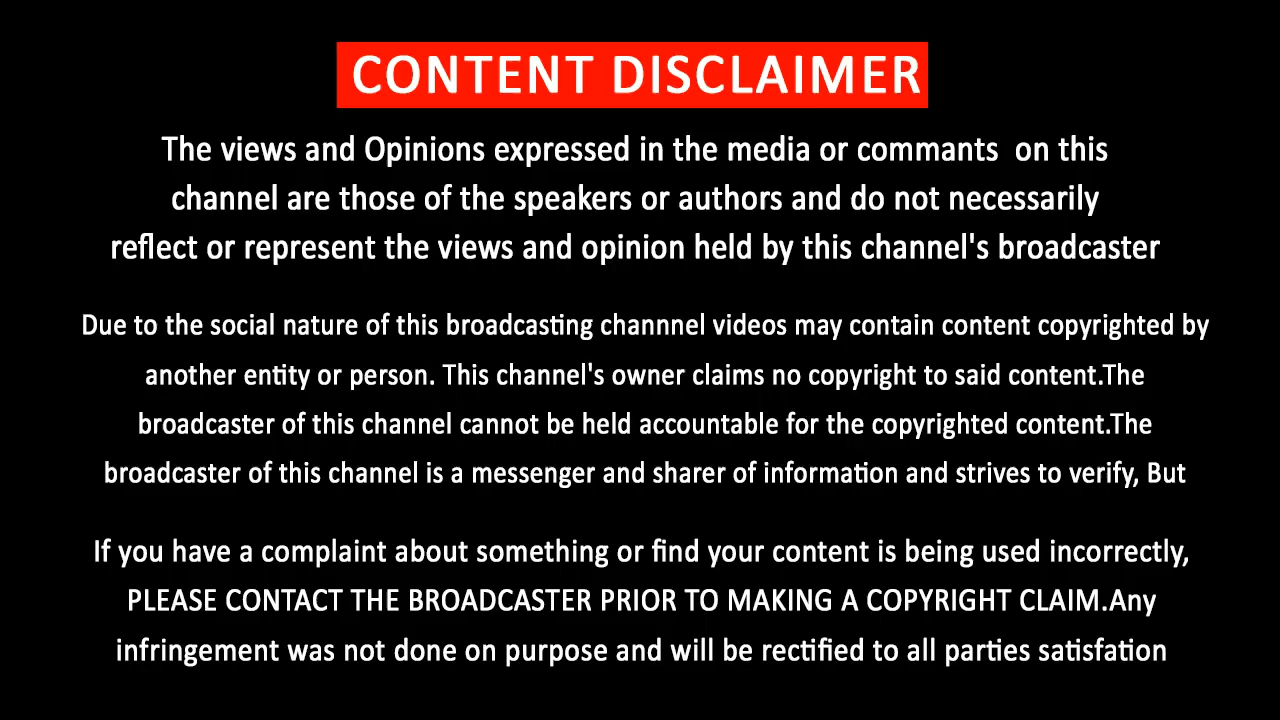 CONTENT DISCLAIMER
The views and Opinions expressed in the media or commants on this
channel are those of the speakers or authors and do not necessarily
reflect or represent the views and opinion held by this channel's broadcaster
Due to the social nature of this broadcasting channnel videos may contain content copyrighted by
another entity or person. This channel's owner claims no copyright to said content.The
broadcaster of this channel cannot be held accountable for the copyrighted content.The
broadcaster of this channel is a messenger and sharer of information and strives to verify, But
If you have a complaint about something or find your content is being used incorrectly,
PLEASE CONTACT THE BROADCASTER PRIOR TO MAKING A COPYRIGHT CLAIM.Any
infringement was not done on purpose and will be rectified to all parties satisfation